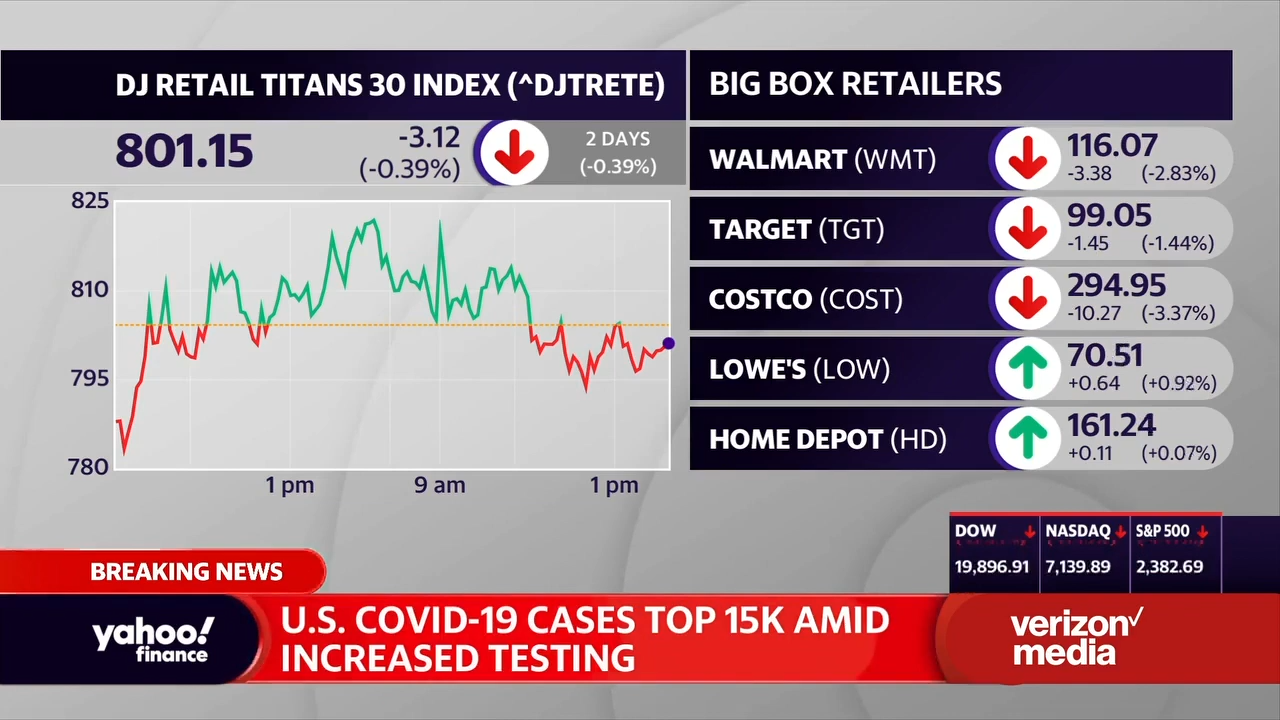 DJ RETAIL TITANS 30 INDEX (^DJTRETE)
801.15
-3.12
(-0.39%)
2 DAYS
(-0.39%)
825
810
795
780
1 pm 9 am 1 pm
BIG BOX RETAILERS
WALMART (WMT)
116.07
-3.38 (-2.83%)
TARGET (TGT)
99.05
-1.45 (-1.44%)
COSTCO (COST)
294.95
-10.27 (-3.37%)
LOWE'S (LOW)
70.51
+0.64 (+0.92%)
HOME DEPOT (HD)
161.24
+0.11 (+0.07%)
DOW NASDAQ S&P 500
19,896.91 7,139.89 2,382.69
BREAKING NEWS
yahoo!
finance
U.S. COVID-19 CASES TOP 15K AMID
INCREASED TESTING
verizon✓
media